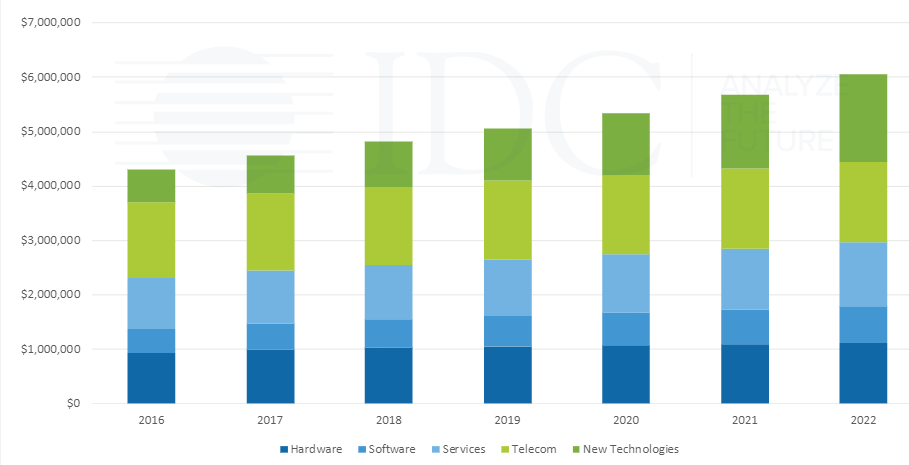 $7,000,000
$6,000,000
$5,000,000
$4,000,000
$3,000,000
$2,000,000
$1,000,000
$0
IDC
ANALYZE
THE
FUTURE
2016 2017 2018 2019 2020 2021 2022
Hardware Software Services Telecom New Technologies